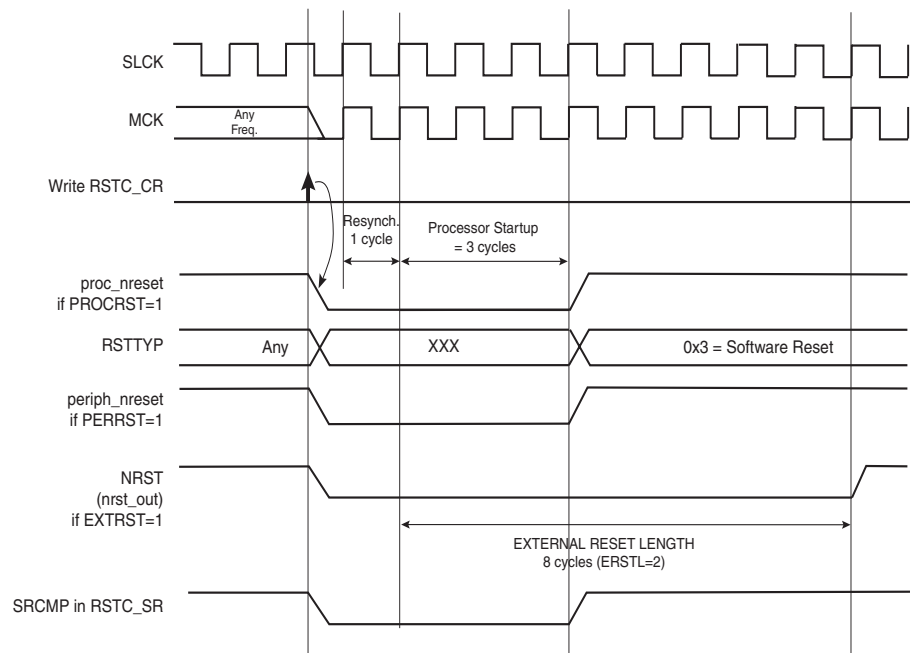 SLCK
MCK
Any
Freq.
Write RSTC_CR
Resynch.
1 cycle
Processor Startup
= 3 cycles
proc_nreset
if PROCRST=1
RSTTYP
Any
XXX
0x3 = Software Reset
periph_nreset
if PERRST=1
NRST
(nrst_out)
if EXTRST=1
EXTERNAL RESET LENGTH
8 cycles (ERSTL=2)
SRCMP in RSTC_SR